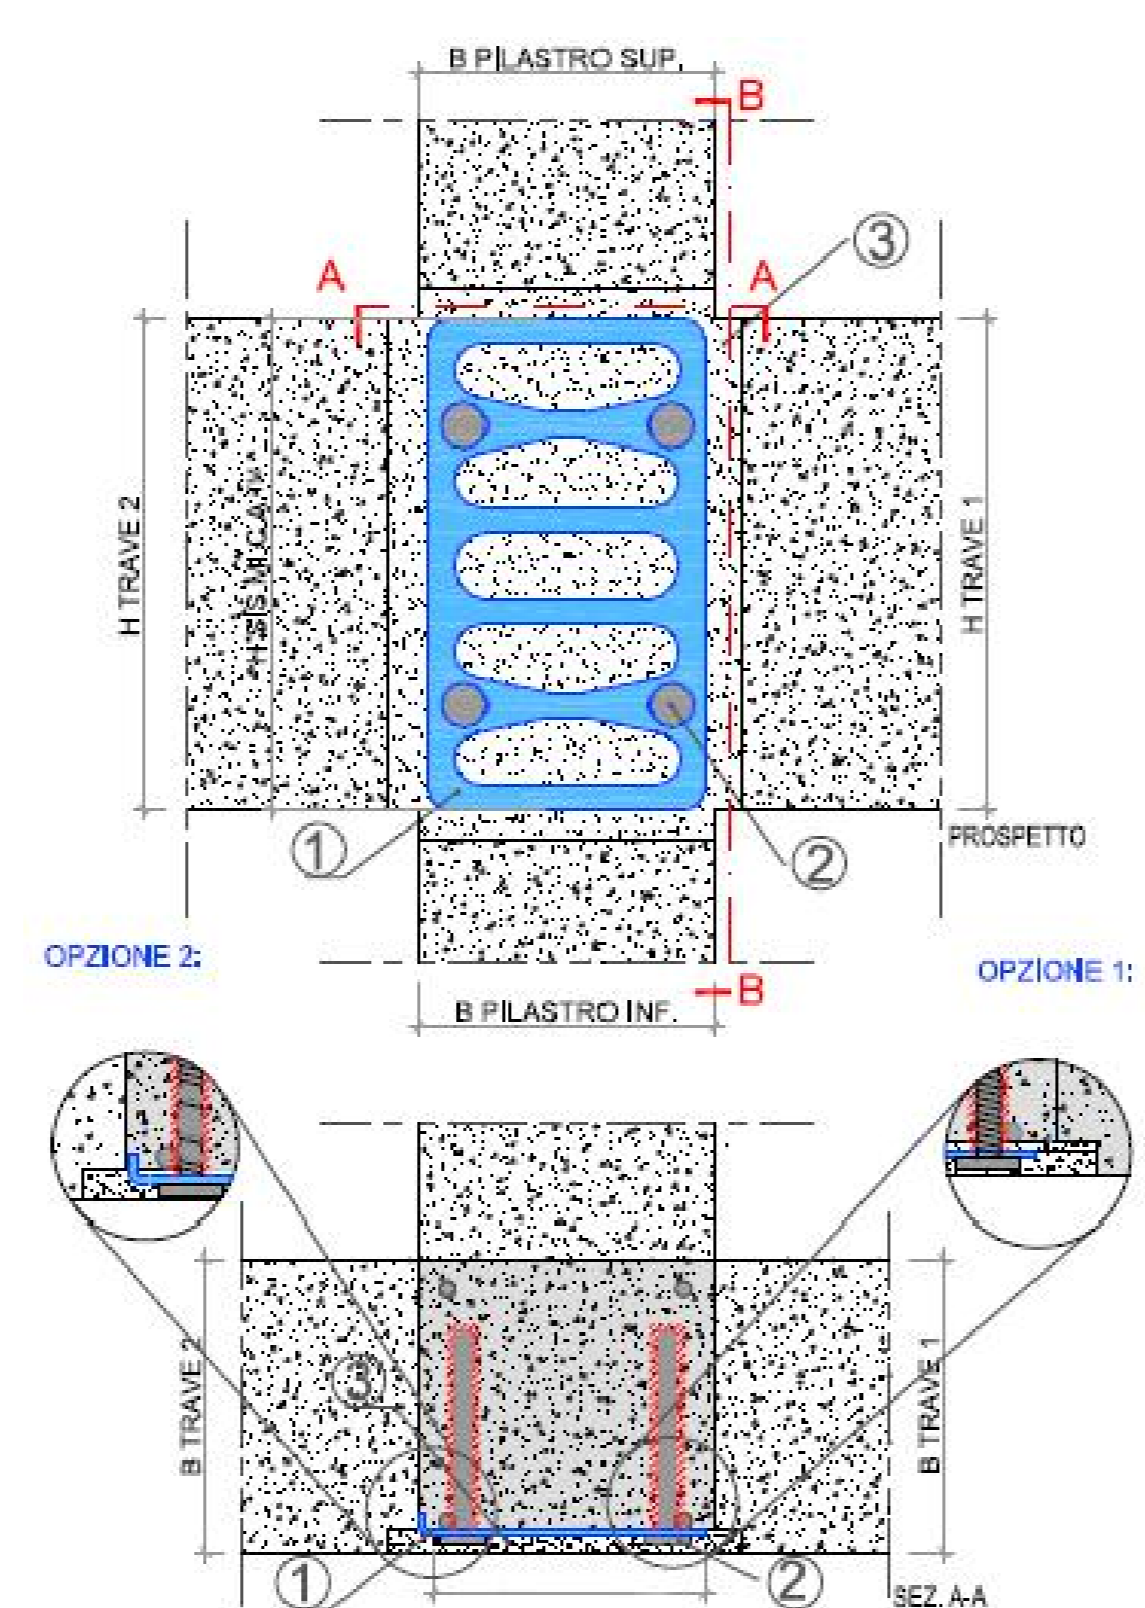 B PILASTRO SUP.
B
3
A
A
H TRAVE 2
H TRAVE 1
1
2
PROSPETTO
OPZIONE 2:
OPZIONE 1:
B
B PILASTRO INF.
B TRAVE 2
3
B TRAVE 1
1
2
SEZ. A-A